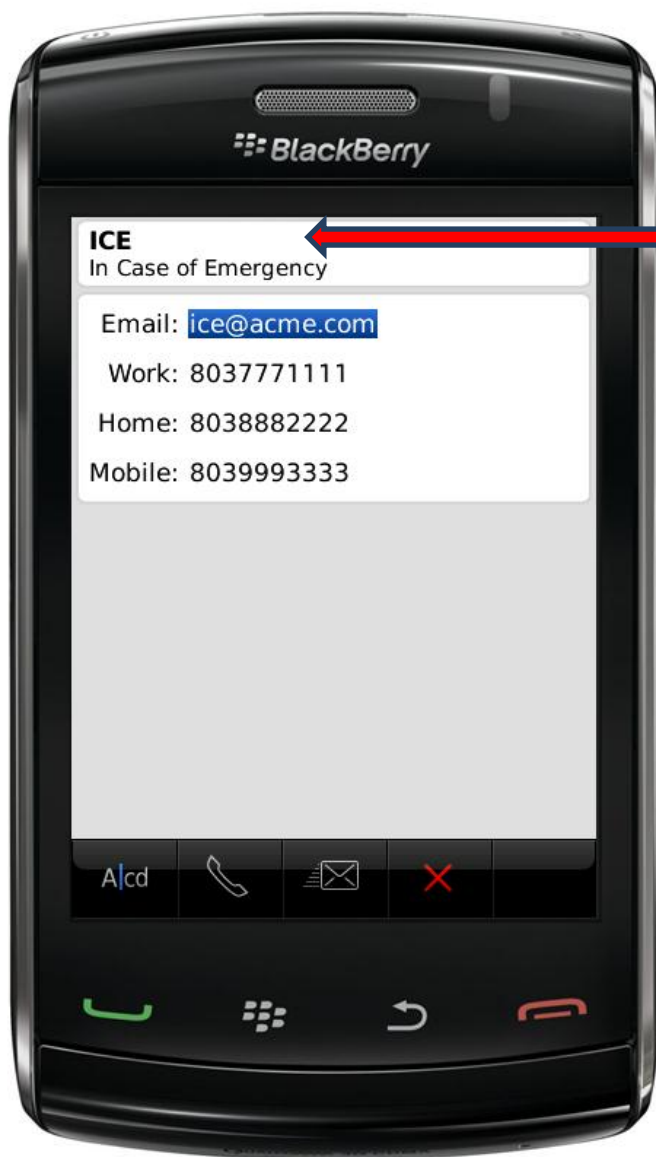 BlackBerry
ICE
In Case of Emergency
Email: ice@acme.com
Work: 8037771111
Home: 8038882222
Mobile: 8039993333
A|cd